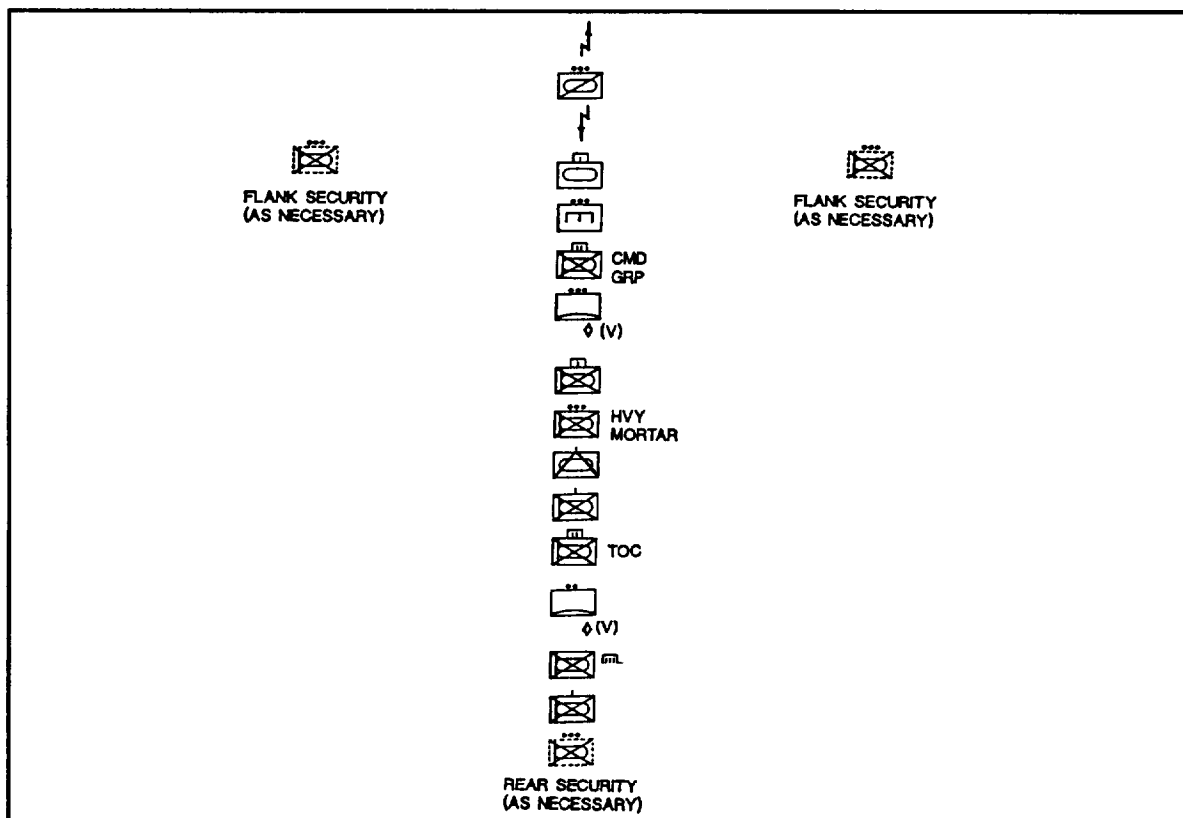 FLANK SECURITY
(AS NECESSARY)
FLANK SECURITY
(AS NECESSARY)
CMD
GRP
(V)
HVY
MORTAR
TOC
(V)
REAR SECURITY
(AS NECESSARY)